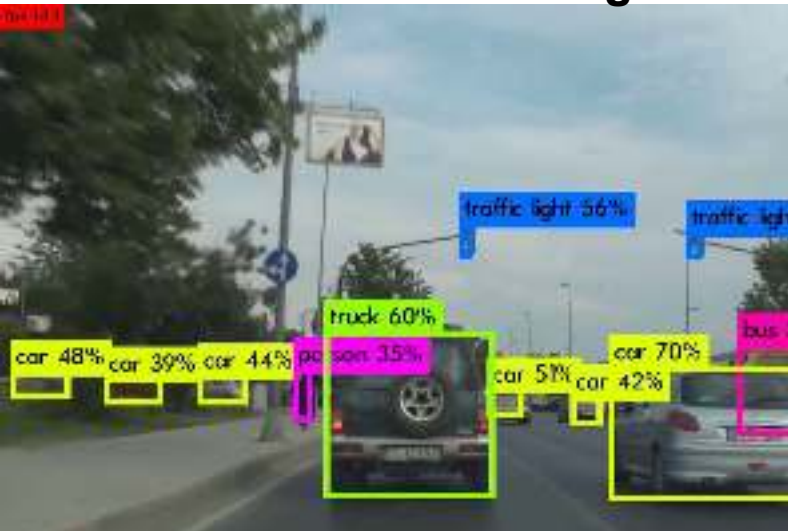 traffic light 56%
traffic ligh
truck 60%
car 48%
car 39%
car 44%
person 35%
car 51%
car 42%
car 70%
bus